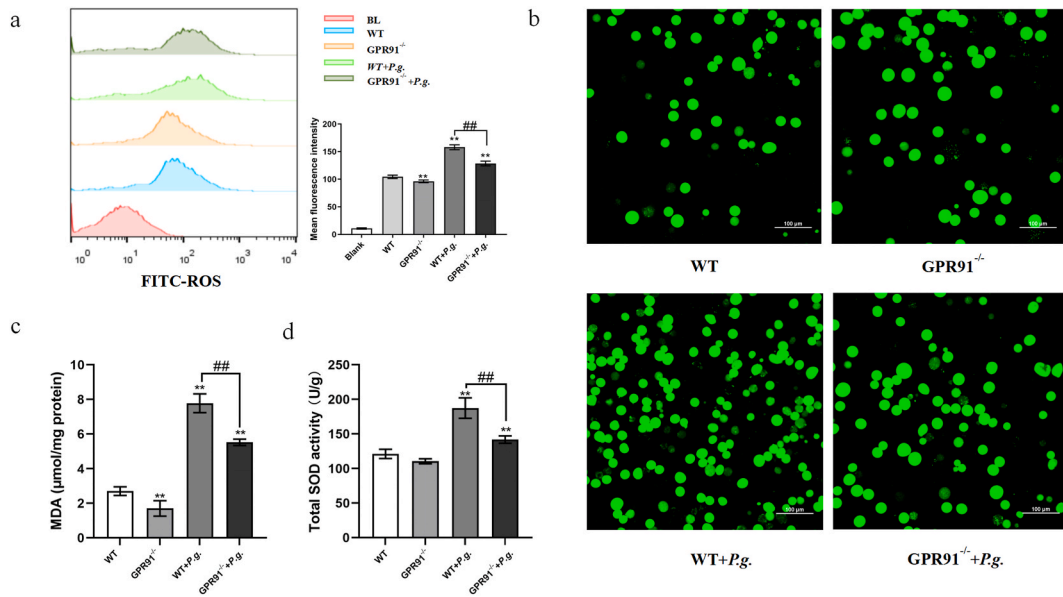 a
BL
WT
GPR91-/-
WT+P.g.
GPR91-/-+P.g.
10^0 10^1 10^2 10^3 10^4
FITC-ROS
Mean fluorescence intensity
200
150
100
50
0
**
**
##
**
Blank
WT
GPR91-/-
WT+P.g.
GPR91-/-+P.g.
b
100 μm
WT
100 μm
GPR91-/-
100 μm
WT+P.g.
100 μm
GPR91-/-+P.g.
c
MDA (μmol/mg protein)
10
8
6
4
2
0
**
**
##
**
WT
GPR91-/-
WT+P.g.
GPR91-/-+P.g.
d
Total SOD activity (U/g)
250
200
150
100
50
0
**
##
**
WT
GPR91-/-
WT+P.g.
GPR91-/-+P.g.